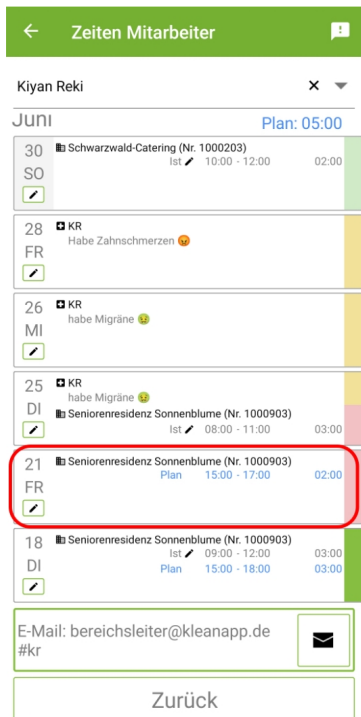 Zeiten Mitarbeiter
Kiyan Reki
Juni Plan: 05:00
30 Schwarzwald-Catering (Nr. 1000203)
SO Ist 10:00 - 12:00 02:00
28 KR
FR Habe Zahnschmerzen 😡
26 KR
MI habe Migräne 🤢
25 KR
habe Migräne 🤢
DI Seniorenresidenz Sonnenblume (Nr. 1000903)
Ist 08:00 - 11:00 03:00
21 Seniorenresidenz Sonnenblume (Nr. 1000903)
FR Plan 15:00 - 17:00 02:00
18 Seniorenresidenz Sonnenblume (Nr. 1000903)
Ist 09:00 - 12:00 03:00
DI Plan 15:00 - 18:00 03:00
E-Mail: bereichsleiter@kleanapp.de
#kr
Zurück